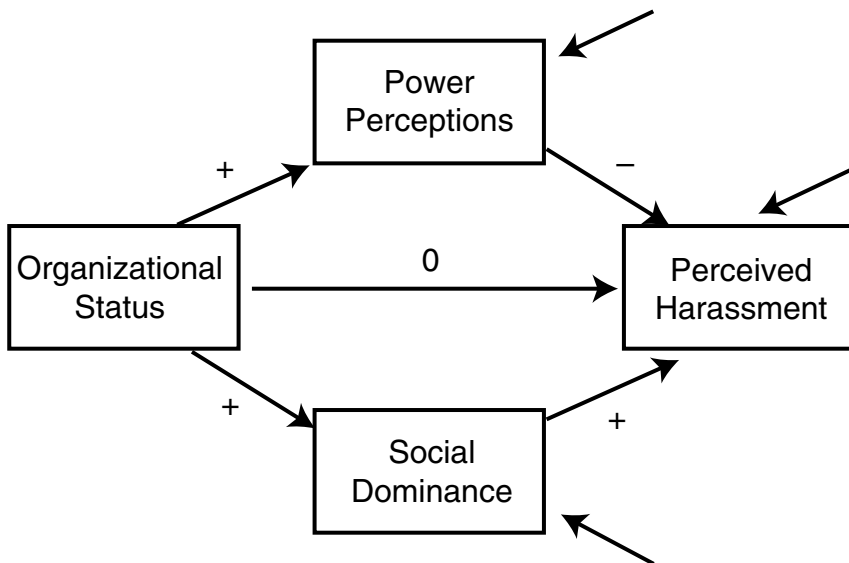 Power
Perceptions
+
–
Organizational
Status
0
Perceived
Harassment
+
+
Social
Dominance